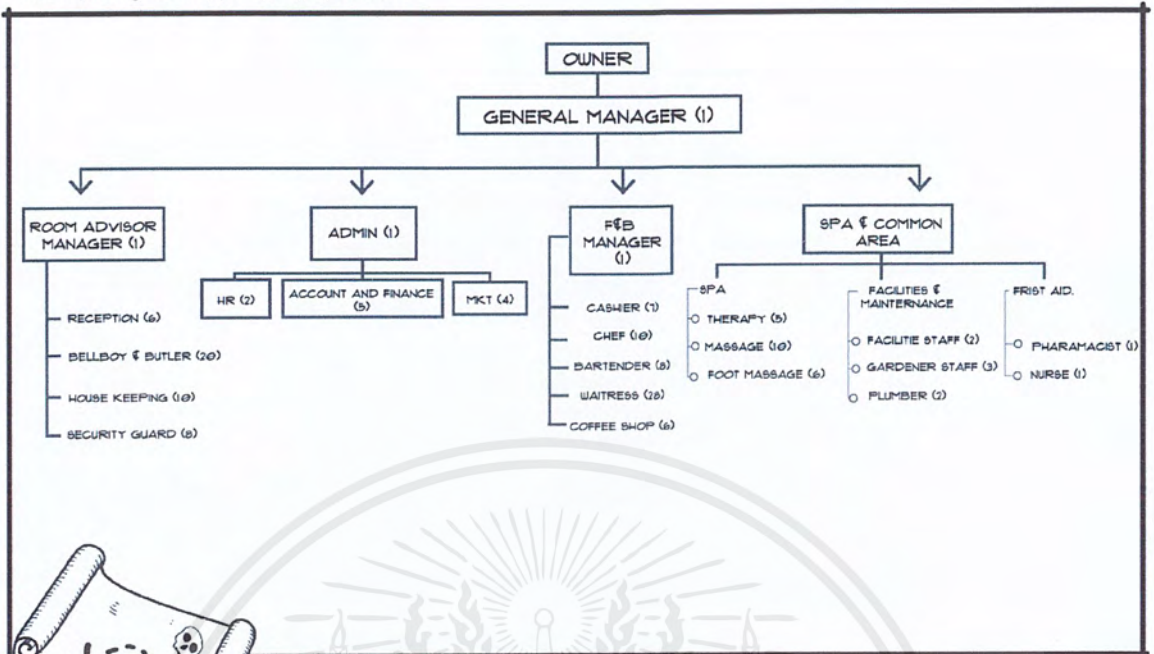 OWNER
GENERAL MANAGER (1)
ROOM ADVISOR
MANAGER (1)
RECEPTION (6)
BELLBOY & BUTLER (20)
HOUSE KEEPING (10)
SECURITY GUARD (8)
ADMIN (1)
HR (2)
ACCOUNT AND FINANCE
(5)
MKT (4)
F&B
MANAGER
(1)
CASHIER (7)
CHEF (10)
BARTENDER (8)
WAITRESS (28)
COFFEE SHOP (6)
SPA & COMMON
AREA
SPA
THERAPY (5)
MASSAGE (10)
FOOT MASSAGE (6)
FACILITIES &
MAINTERNANCE
FACILITIE STAFF (2)
GARDENER STAFF (3)
PLUMBER (2)
FRIST AID.
PHARAMACIST (1)
NURSE (1)